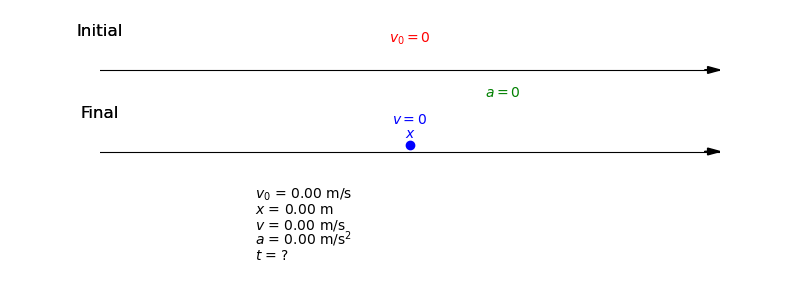 Initial
v₀ = 0
a = 0
Final
v = 0
x
v₀ = 0.00 m/s
x = 0.00 m
v = 0.00 m/s
a = 0.00 m/s²
t = ?